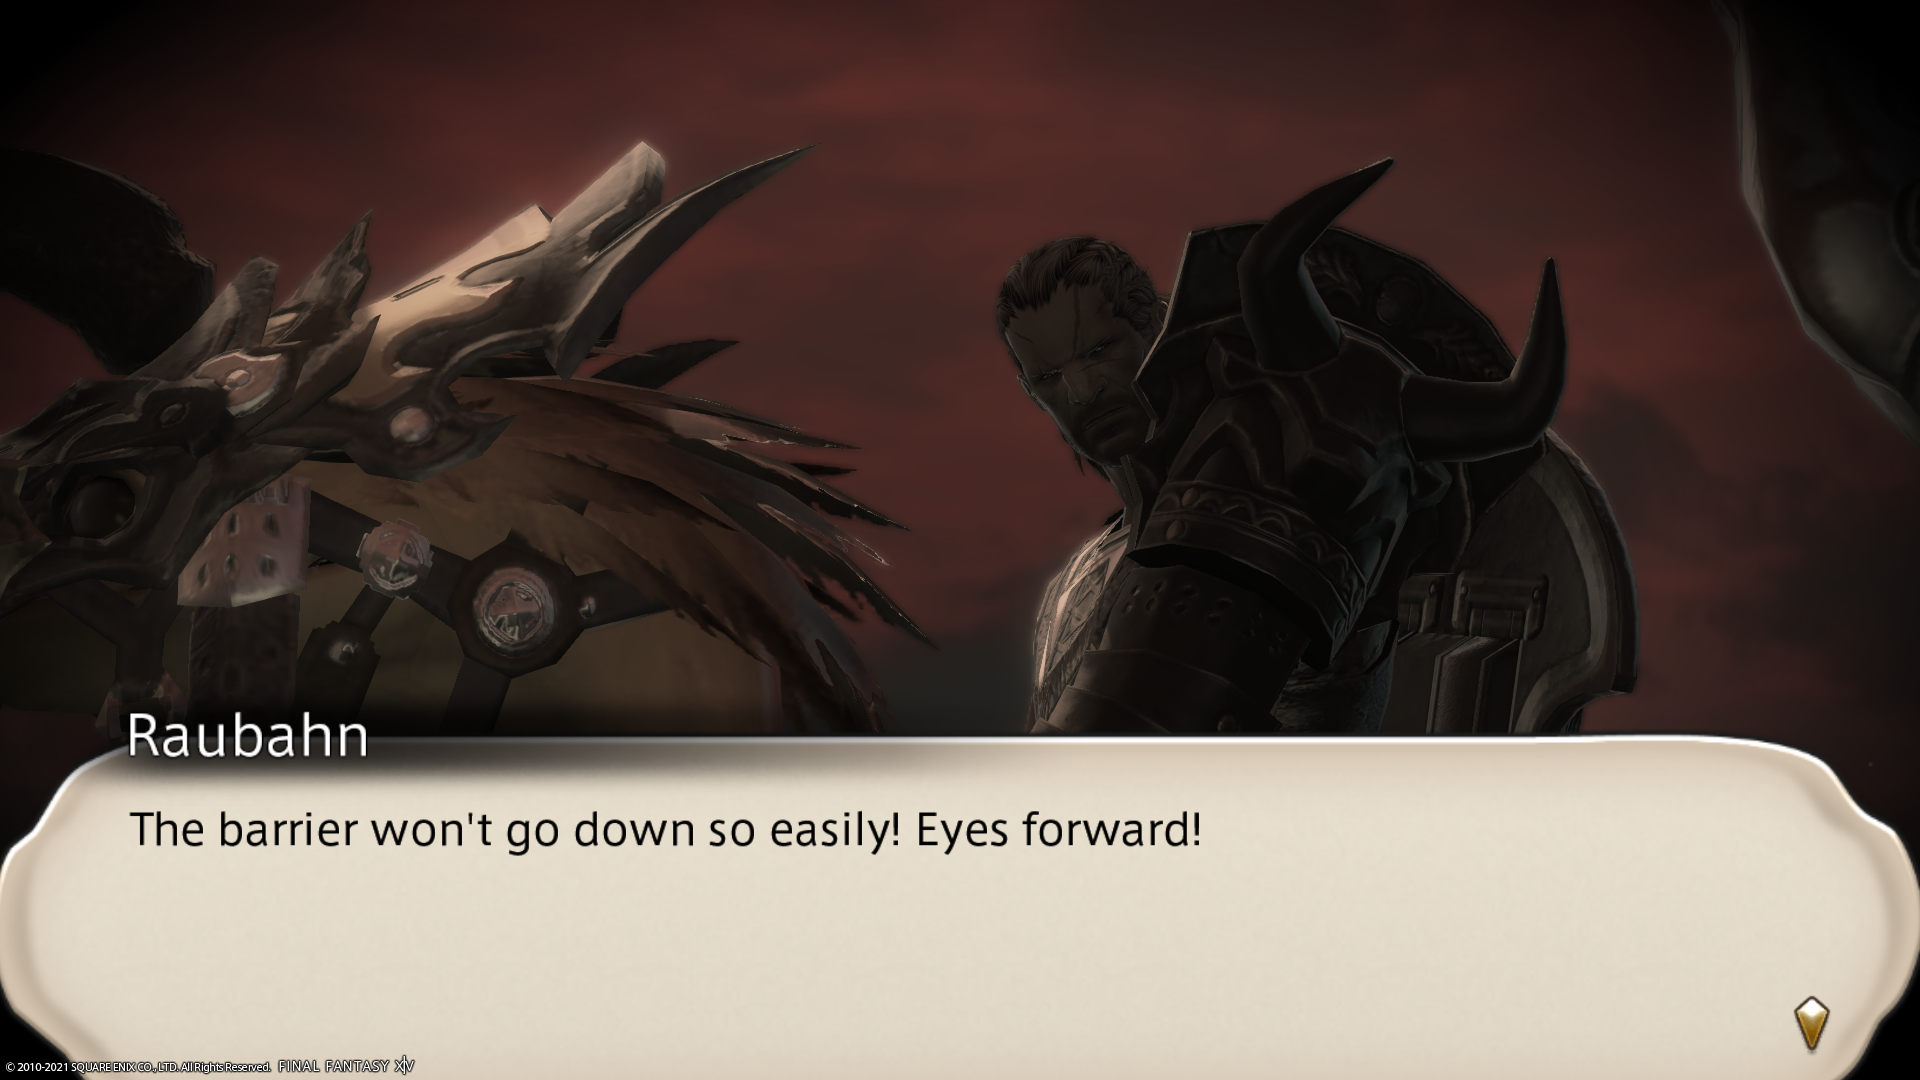 Raubahn
The barrier won't go down so easily! Eyes forward!
© 2010-2021 SQUARE ENIX CO., LTD. All Rights Reserved. FINAL FANTASY XIV